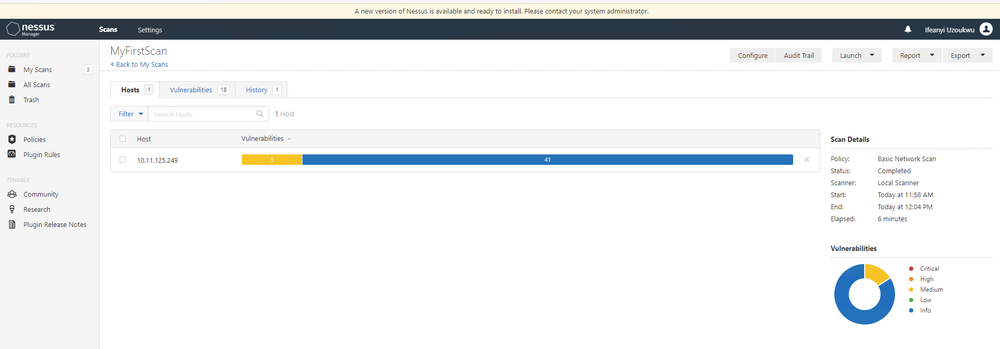 A new version of Nessus is available and ready to install. Please contact your system administrator.
nessus
Manager
Scans
Settings
Ifeanyi Uzoukwu
FOLDERS
My Scans 3
All Scans
Trash
RESOURCES
Policies
Plugin Rules
TENABLE
Community
Research
Plugin Release Notes
MyFirstScan
Back to My Scans
Configure
Audit Trail
Launch
Report
Export
Hosts 1
Vulnerabilities 18
History 1
Filter
Search Hosts
1 Host
Host
Vulnerabilities
10.11.125.249
5
41
Scan Details
Policy: Basic Network Scan
Status: Completed
Scanner: Local Scanner
Start: Today at 11:58 AM
End: Today at 12:04 PM
Elapsed: 6 minutes
Vulnerabilities
Critical
High
Medium
Low
Info